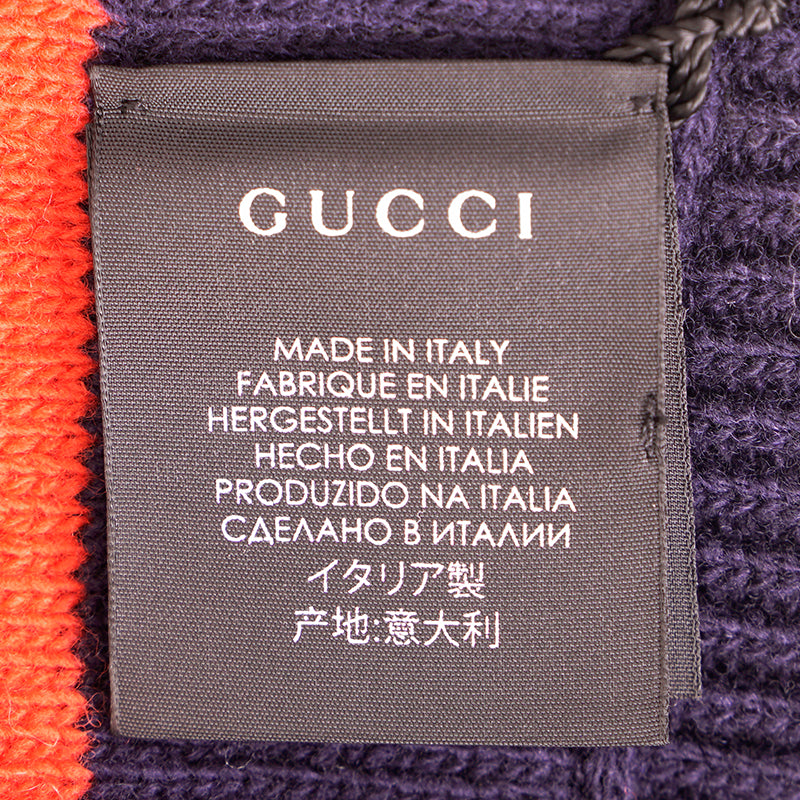 GUCCI
MADE IN ITALY
FABRIQUE EN ITALIE
HERGESTELLT IN ITALIEN
HECHO EN ITALIA
PRODUZIDO NA ITALIA
СДЕЛАНО В ИТАЛИИ
イタリア製
产地:意大利